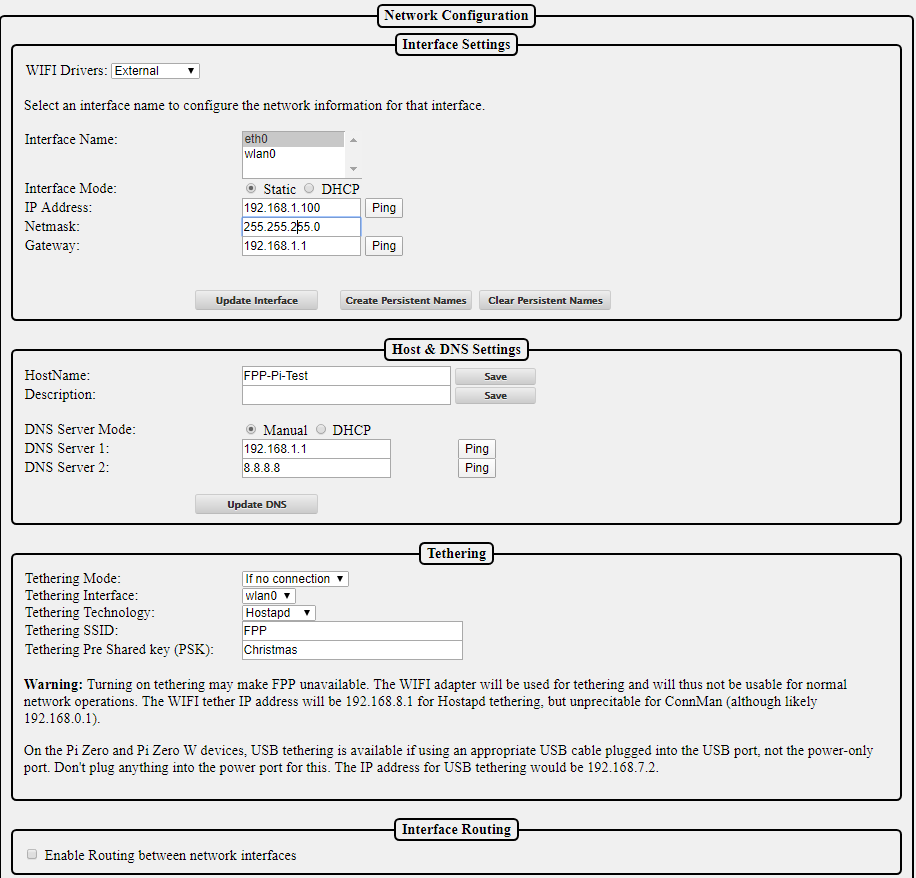 Network Configuration
Interface Settings
WIFI Drivers: External
Select an interface name to configure the network information for that interface.
Interface Name: eth0
wlan0
Interface Mode: Static DHCP
IP Address: 192.168.1.100 Ping
Netmask: 255.255.255.0
Gateway: 192.168.1.1 Ping
Update Interface Create Persistent Names Clear Persistent Names
Host & DNS Settings
HostName: FPP-Pi-Test Save
Description: Save
DNS Server Mode: Manual DHCP
DNS Server 1: 192.168.1.1 Ping
DNS Server 2: 8.8.8.8 Ping
Update DNS
Tethering
Tethering Mode: If no connection
Tethering Interface: wlan0
Tethering Technology: Hostapd
Tethering SSID: FPP
Tethering Pre Shared key (PSK): Christmas
Warning: Turning on tethering may make FPP unavailable. The WIFI adapter will be used for tethering and will thus not be usable for normal
network operations. The WIFI tether IP address will be 192.168.8.1 for Hostapd tethering, but unprecitable for ConnMan (although likely
192.168.0.1).
On the Pi Zero and Pi Zero W devices, USB tethering is available if using an appropriate USB cable plugged into the USB port, not the power-only
port. Don't plug anything into the power port for this. The IP address for USB tethering would be 192.168.7.2.
Interface Routing
Enable Routing between network interfaces